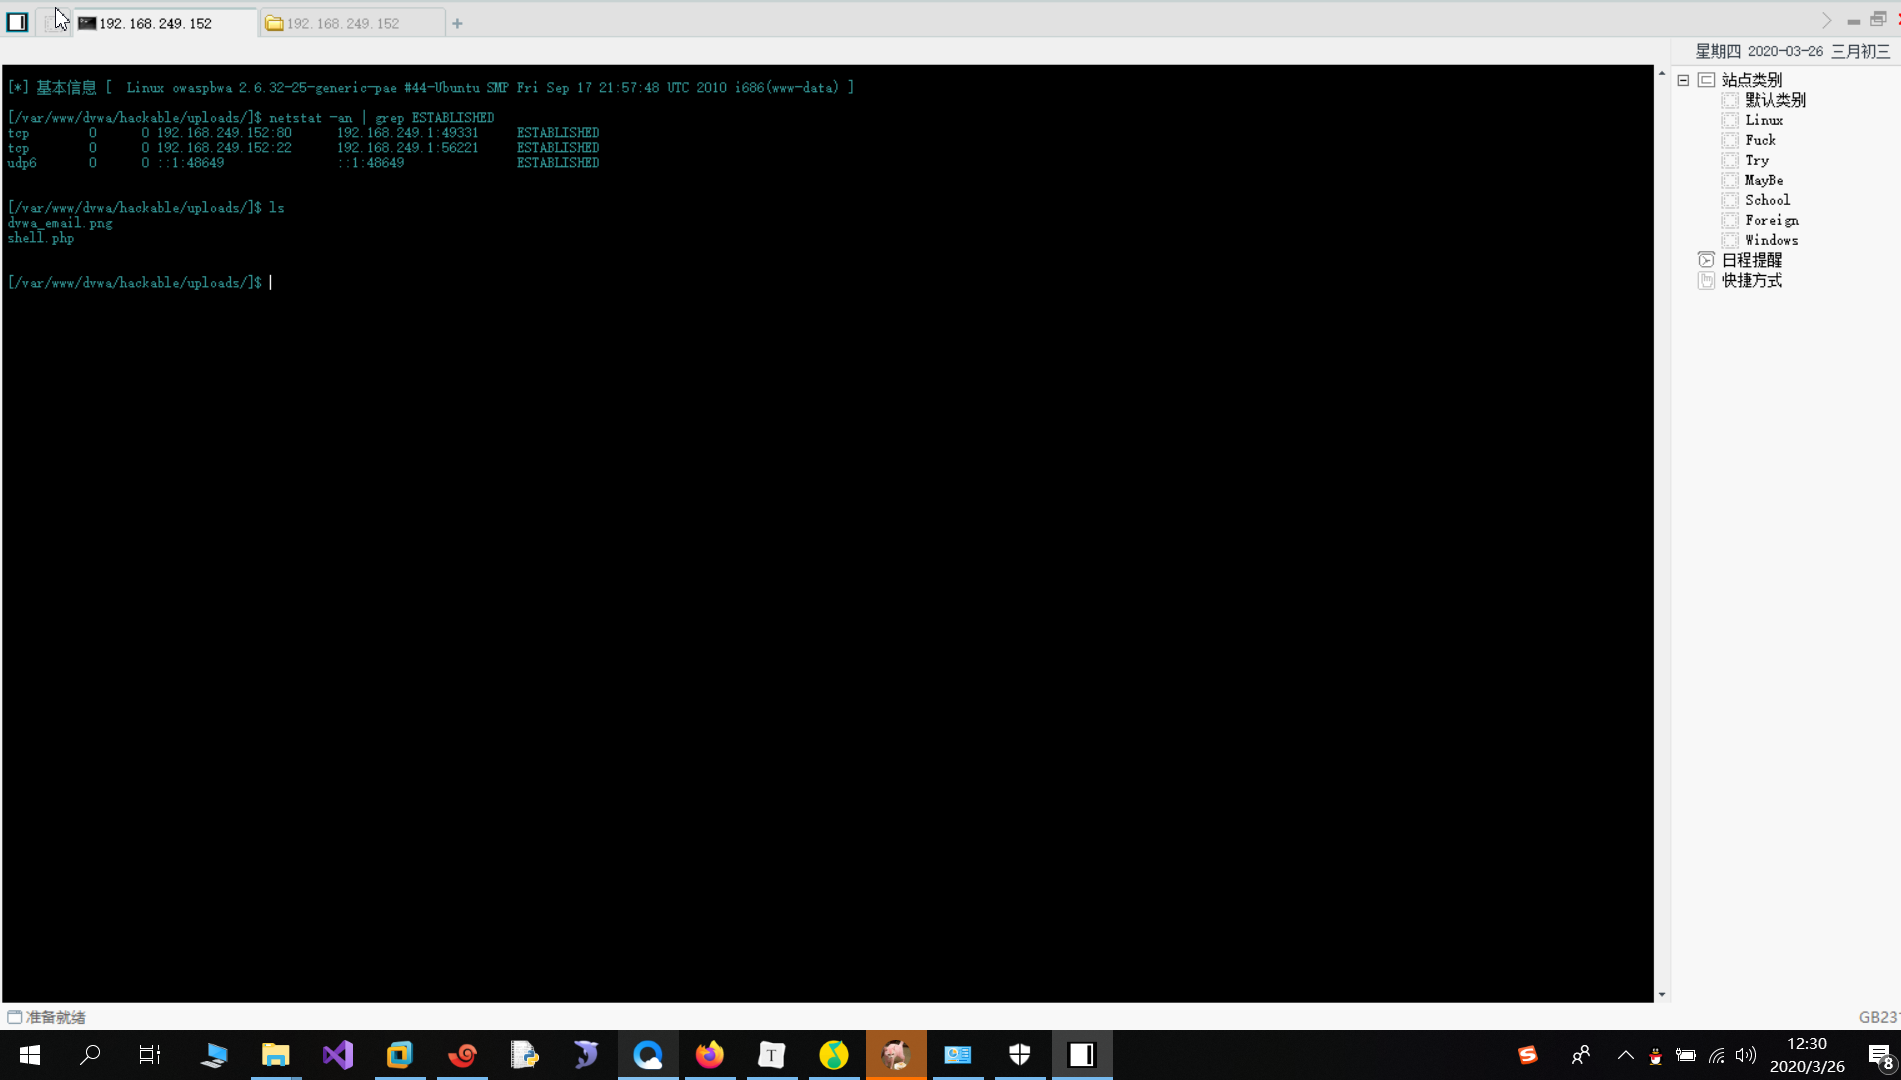 192.168.249.152
192.168.249.152
星期四 2020-03-26 三月初三
[*] 基本信息 [  Linux owaspbwa 2.6.32-25-generic-pae #44-Ubuntu SMP Fri Sep 17 21:57:48 UTC 2010 i686(www-data) ]
[/var/www/dvwa/hackable/uploads/]$ netstat -an | grep ESTABLISHED
tcp 0 0 192.168.249.152:80 192.168.249.1:49331 ESTABLISHED
tcp 0 0 192.168.249.152:22 192.168.249.1:56221 ESTABLISHED
udp6 0 0 ::1:48649 ::1:48649 ESTABLISHED
[/var/www/dvwa/hackable/uploads/]$ ls
dvwa_email.png
shell.php
[/var/www/dvwa/hackable/uploads/]$
站点类别
默认类别
Linux
Fuck
Try
MayBe
School
Foreign
Windows
日程提醒
快捷方式
准备就绪
GB23
T
12:30
2020/3/26
8